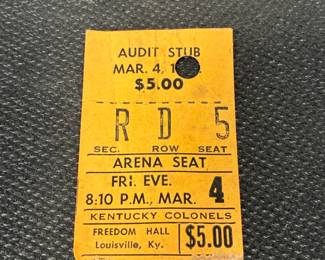 AUDIT STUB
MAR. 4, 1
$5.00
R D 5
SEC. ROW SEAT
ARENA SEAT
FRI. EVE.
8:10 P.M., MAR. 4
KENTUCKY COLONELS
FREEDOM HALL
Louisville, Ky.
$5.00